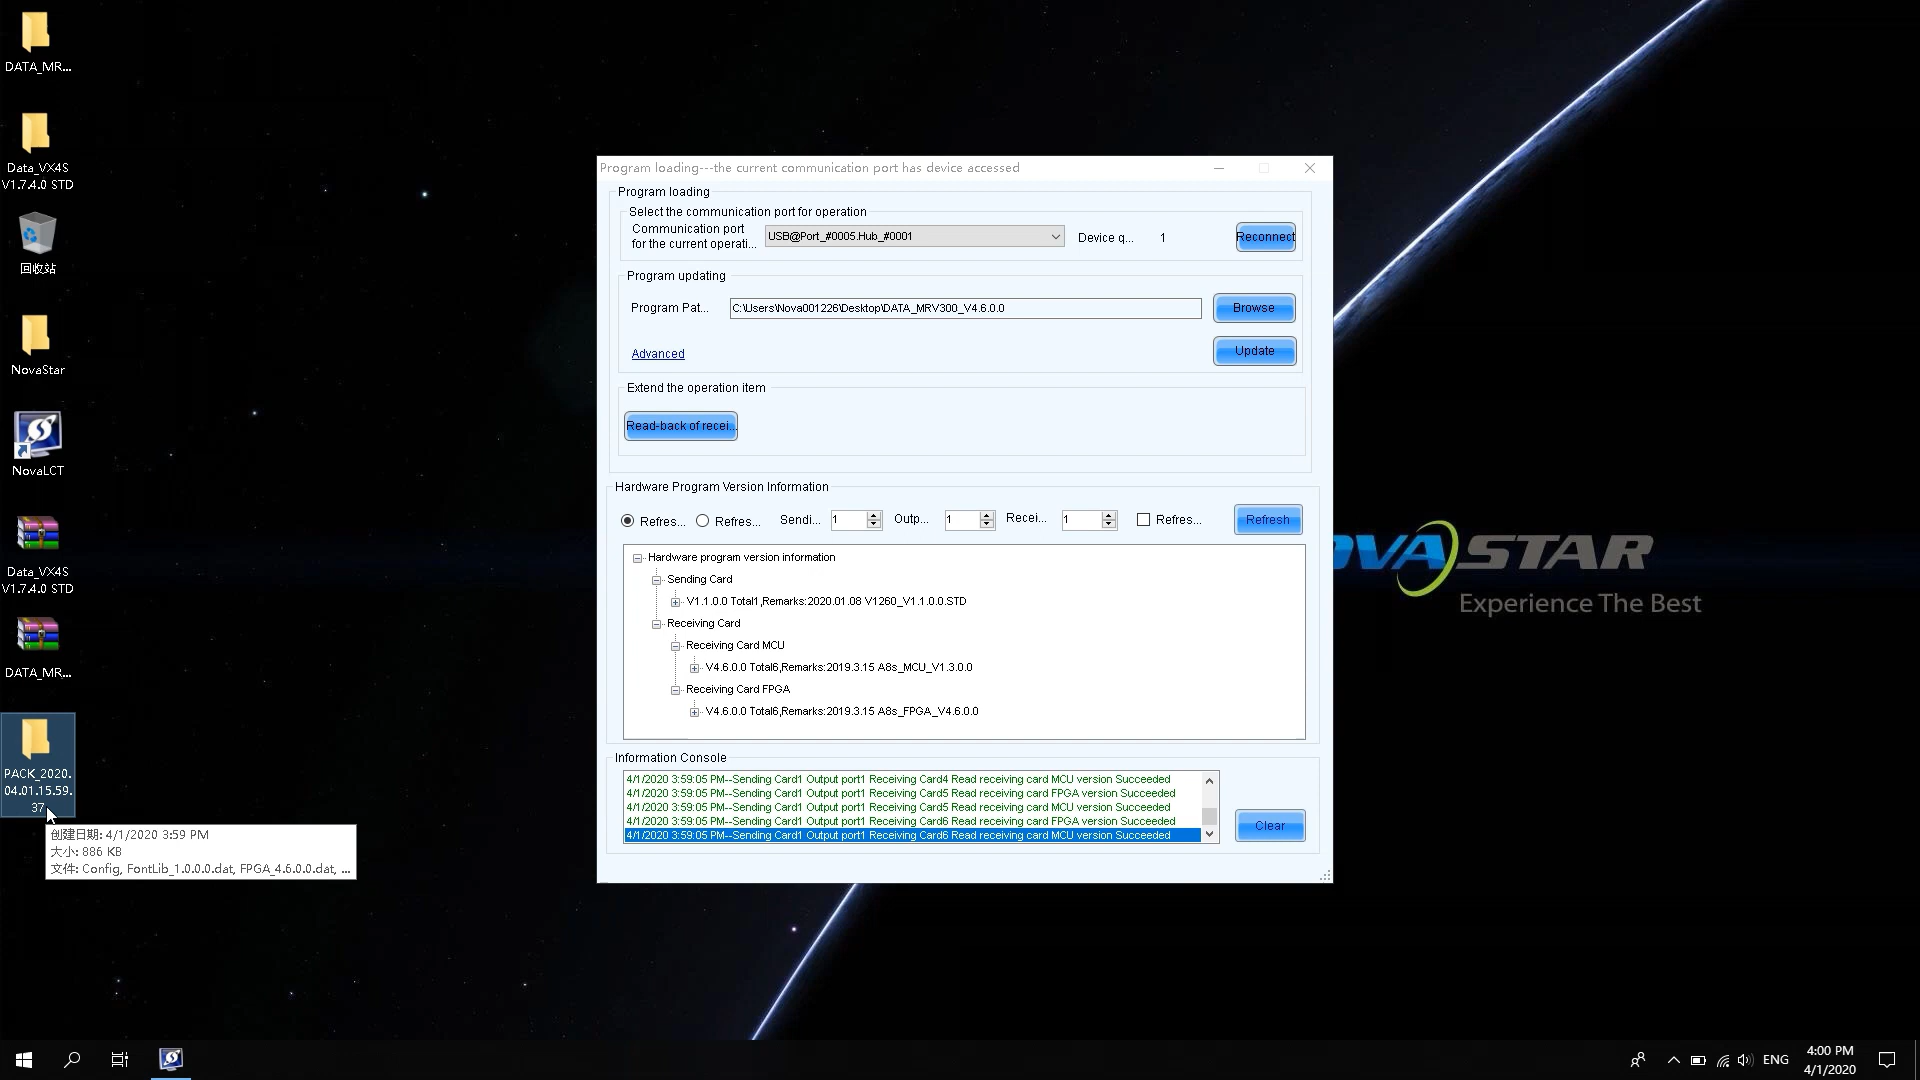 DATA_MR...
Data_VX4S
V1.7.4.0 STD
回收站
NovaStar
NovaLCT
Data_VX4S
V1.7.4.0 STD
DATA_MR...
PACK_2020.
04.01.15.59.
37
创建日期: 4/1/2020 3:59 PM
大小: 886 KB
文件: Config, FontLib_1.0.0.0.dat, FPGA_4.6.0.0.dat, ...
Program loading---the current communication port has device accessed
Program loading
Select the communication port for operation
Communication port
for the current operati...
USB@Port_#0005.Hub_#0001
Device q...
1
Reconnect
Program updating
Program Pat...
C:\Users\Nova001226\Desktop\DATA_MRV300_V4.6.0.0
Browse
Advanced
Update
Extend the operation item
Read-back of recei...
Hardware Program Version Information
Refres...
Refres...
Sendi...
1
Outp...
1
Recei...
1
Refres...
Refresh
Hardware program version information
Sending Card
V1.1.0.0 Total1,Remarks:2020.01.08 V1260_V1.1.0.0.STD
Receiving Card
Receiving Card MCU
V4.6.0.0 Total6,Remarks:2019.3.15 A8s_MCU_V1.3.0.0
Receiving Card FPGA
V4.6.0.0 Total6,Remarks:2019.3.15 A8s_FPGA_V4.6.0.0
Information Console
4/1/2020 3:59:05 PM--Sending Card1 Output port1 Receiving Card4 Read receiving card MCU version Succeeded
4/1/2020 3:59:05 PM--Sending Card1 Output port1 Receiving Card5 Read receiving card FPGA version Succeeded
4/1/2020 3:59:05 PM--Sending Card1 Output port1 Receiving Card5 Read receiving card MCU version Succeeded
4/1/2020 3:59:05 PM--Sending Card1 Output port1 Receiving Card6 Read receiving card FPGA version Succeeded
4/1/2020 3:59:05 PM--Sending Card1 Output port1 Receiving Card6 Read receiving card MCU version Succeeded
Clear
OVASTAR
Experience The Best
ENG
4:00 PM
4/1/2020